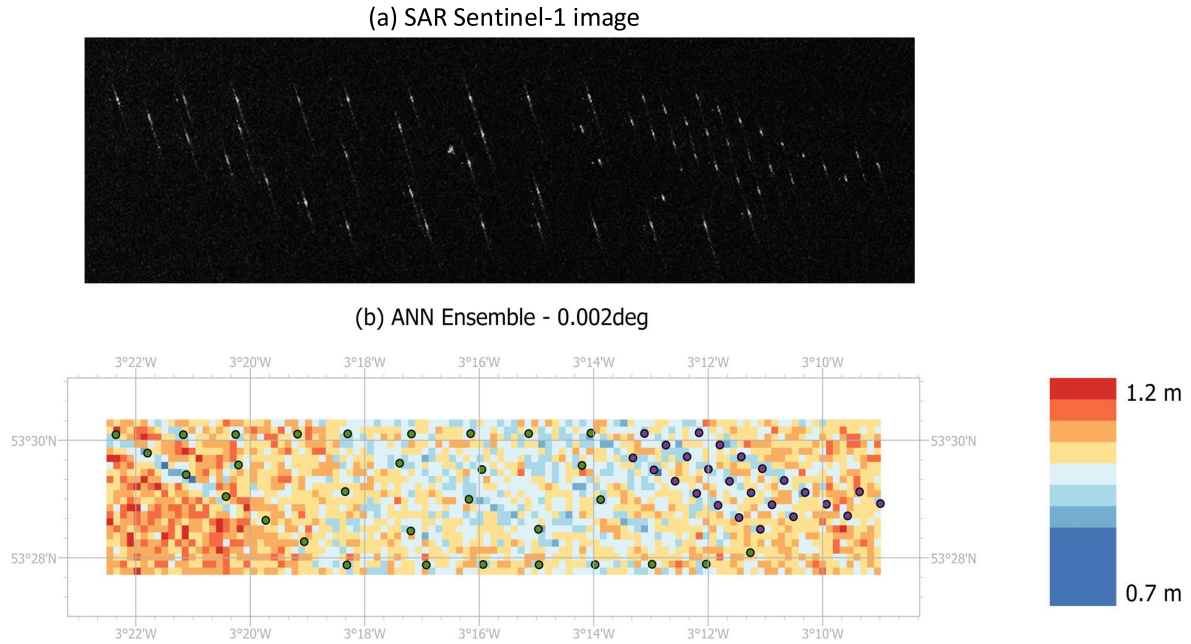 (a) SAR Sentinel-1 image
(b) ANN Ensemble - 0.002deg
3°22'W 3°20'W 3°18'W 3°16'W 3°14'W 3°12'W 3°10'W
1.2 m
53°30'N 53°30'N
53°28'N 53°28'N
0.7 m
3°22'W 3°20'W 3°18'W 3°16'W 3°14'W 3°12'W 3°10'W